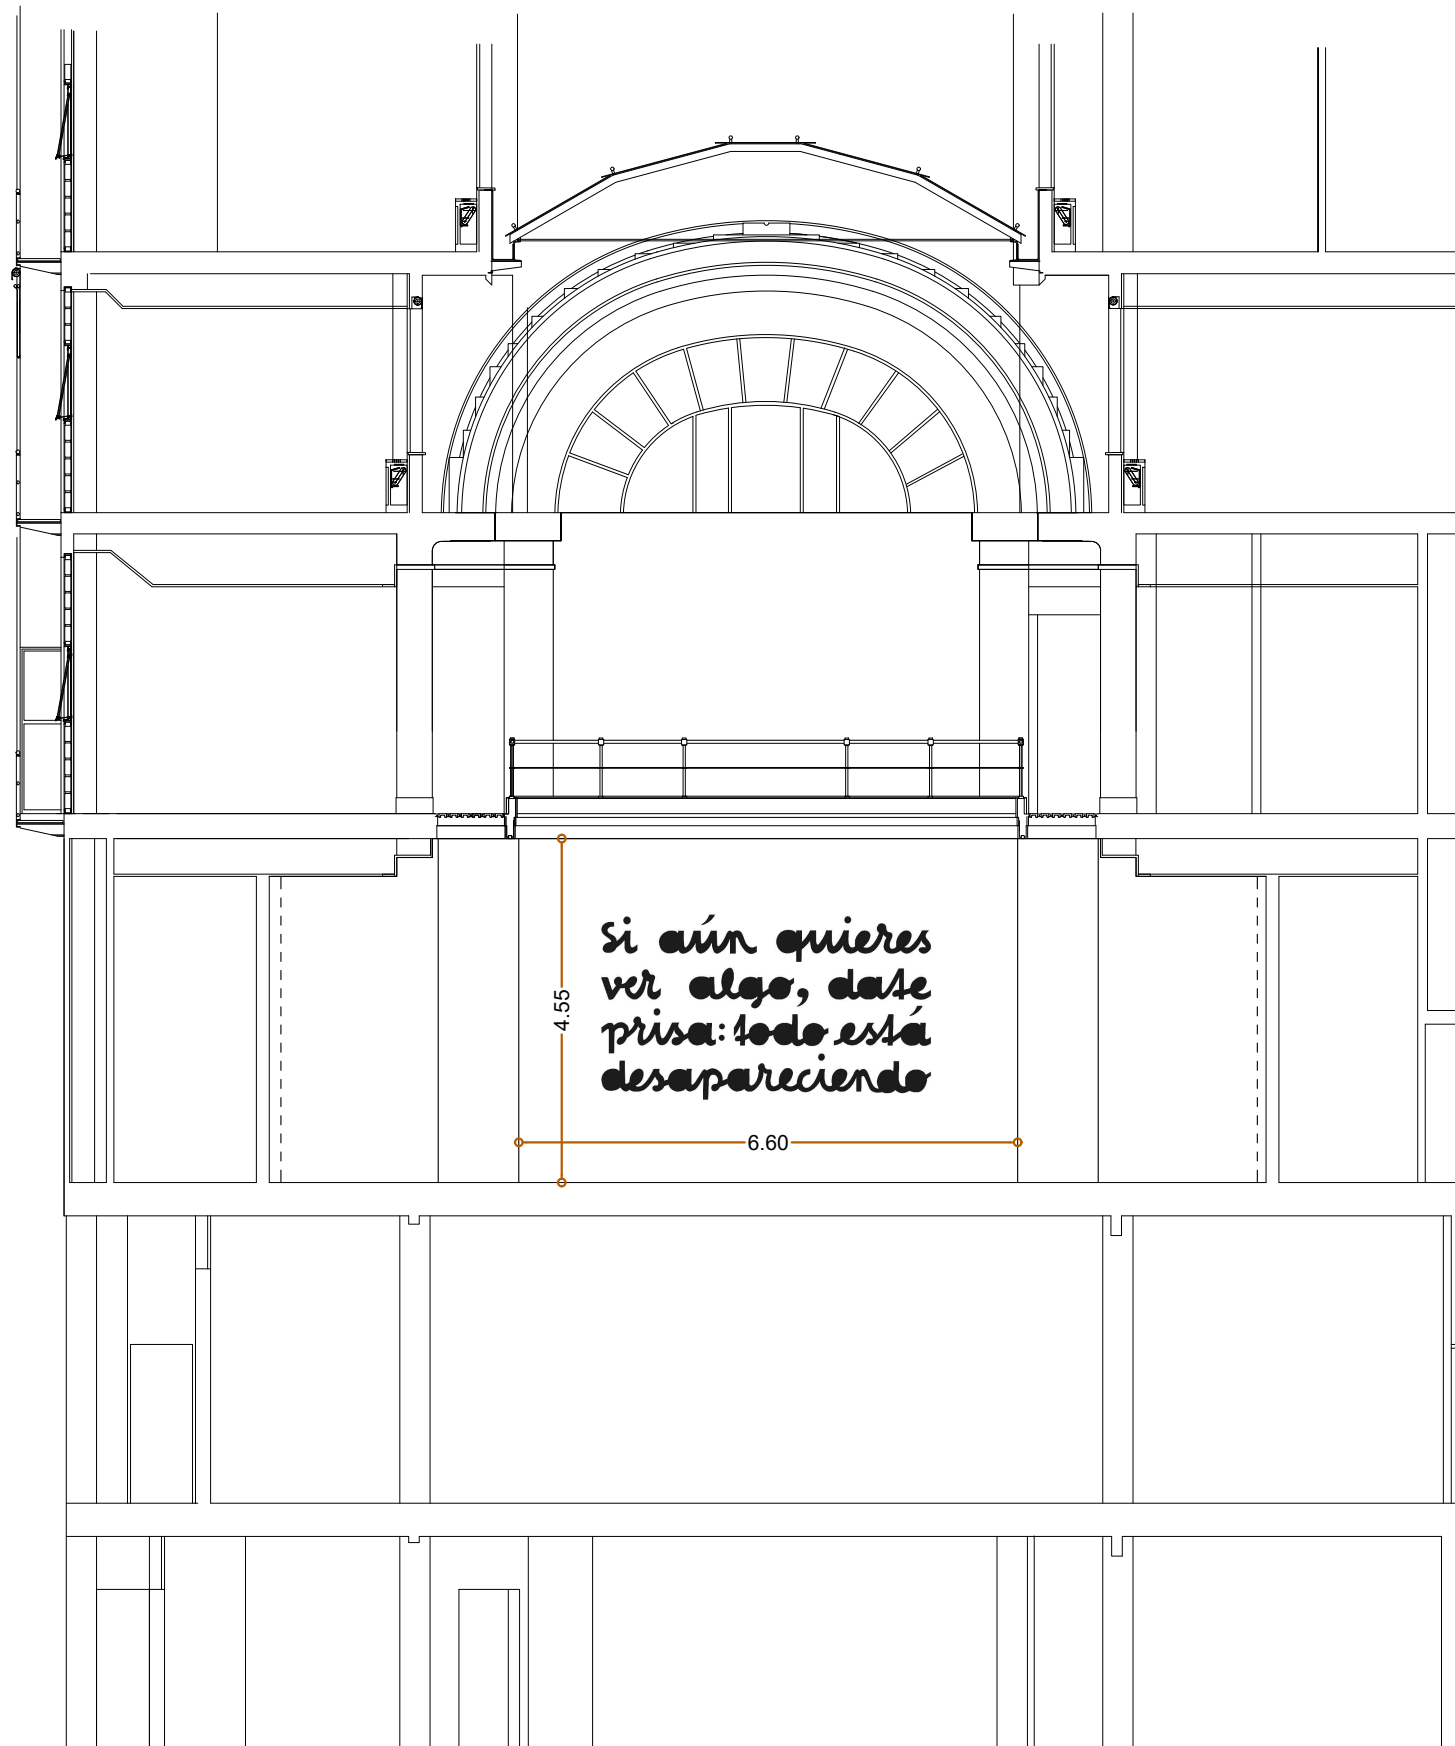 Si aún quieres
ver algo, date
prisa: todo está
desapareciendo
4.55
6.60